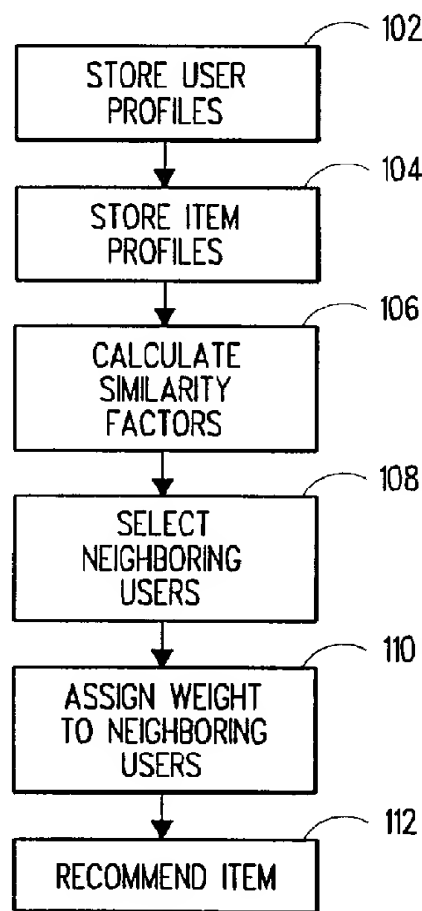 102
STORE USER
PROFILES
104
STORE ITEM
PROFILES
106
CALCULATE
SIMILARITY
FACTORS
108
SELECT
NEIGHBORING
USERS
110
ASSIGN WEIGHT
TO NEIGHBORING
USERS
112
RECOMMEND ITEM